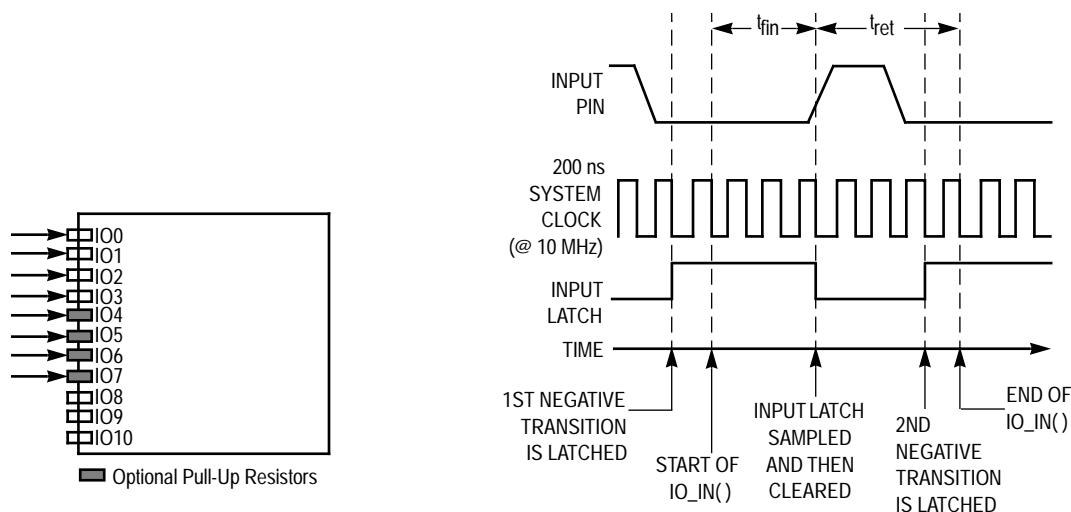 IO0
IO1
IO2
IO3
IO4
IO5
IO6
IO7
IO8
IO9
IO10
Optional Pull-Up Resistors
tfin
tret
INPUT
PIN
200 ns
SYSTEM
CLOCK
(@ 10 MHz)
INPUT
LATCH
TIME
1ST NEGATIVE
TRANSITION
IS LATCHED
START OF
IO_IN( )
INPUT LATCH
SAMPLED
AND THEN
CLEARED
2ND
NEGATIVE
TRANSITION
IS LATCHED
END OF
IO_IN( )